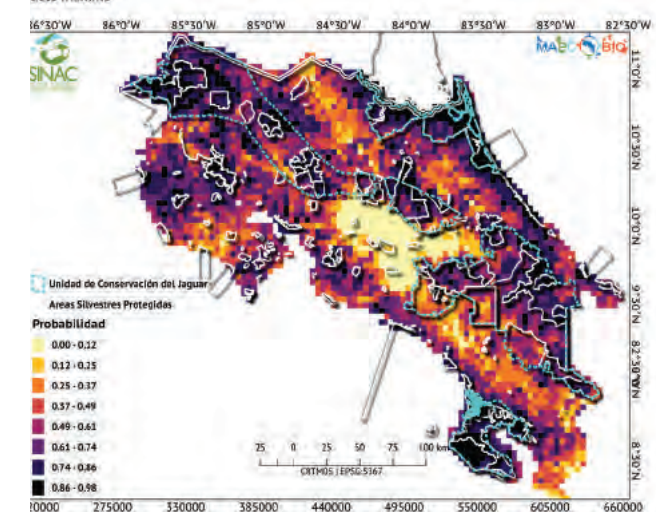 36°30'W 86°0'W 85°30'W 85°0'W 84°30'W 84°0'W 83°30'W 83°0'W 82°30'W
SINAC
11°0'N
10°30'N
10°0'N
9°30'N
8°30'N
Unidad de Conservación del Jaguar
Areas Silvestres Protegidas
Probabilidad
0.00 - 0.12
0.12 - 0.25
0.25 - 0.37
0.37 - 0.49
0.49 - 0.61
0.61 - 0.74
0.74 - 0.86
0.86 - 0.98
25 0 25 50 75 100 km
CRTM05 | EPSG:5367
20000 275000 330000 385000 440000 495000 550000 605000 660000